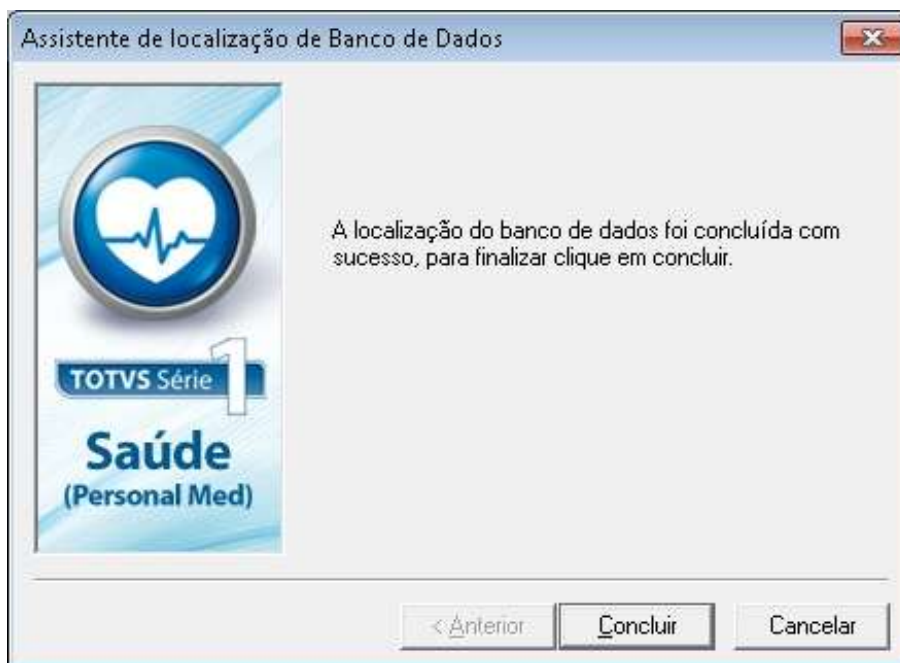 Assistente de localização de Banco de Dados
A localização do banco de dados foi concluída com
sucesso, para finalizar clique em concluir.
TOTVS Série 1
Saúde
(Personal Med)
< Anterior
Concluir
Cancelar